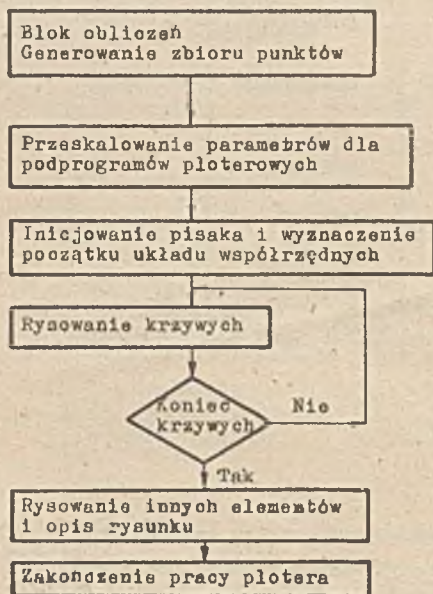 Blok obliczeń
Generowanie zbioru punktów
Przeskalowanie parametrów dla
podprogramów ploterowych
Inicjowanie pisaka i wyznaczenie
początku układu współrzędnych
Rysowanie krzywych
Koniec
krzywych
Nie
Tak
Rysowanie innych elementów
i opis rysunku
Zakończenie pracy plotera